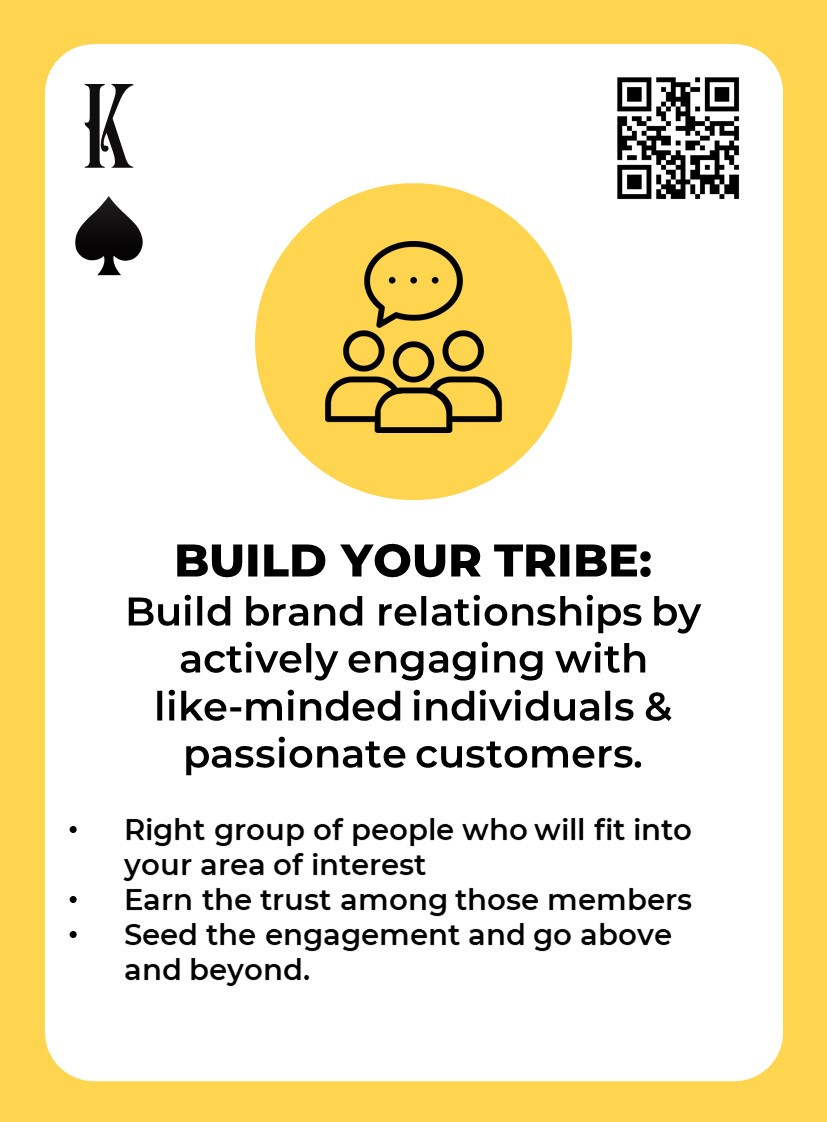 K
BUILD YOUR TRIBE:
Build brand relationships by
actively engaging with
like-minded individuals &
passionate customers.
• Right group of people who will fit into
your area of interest
• Earn the trust among those members
• Seed the engagement and go above
and beyond.